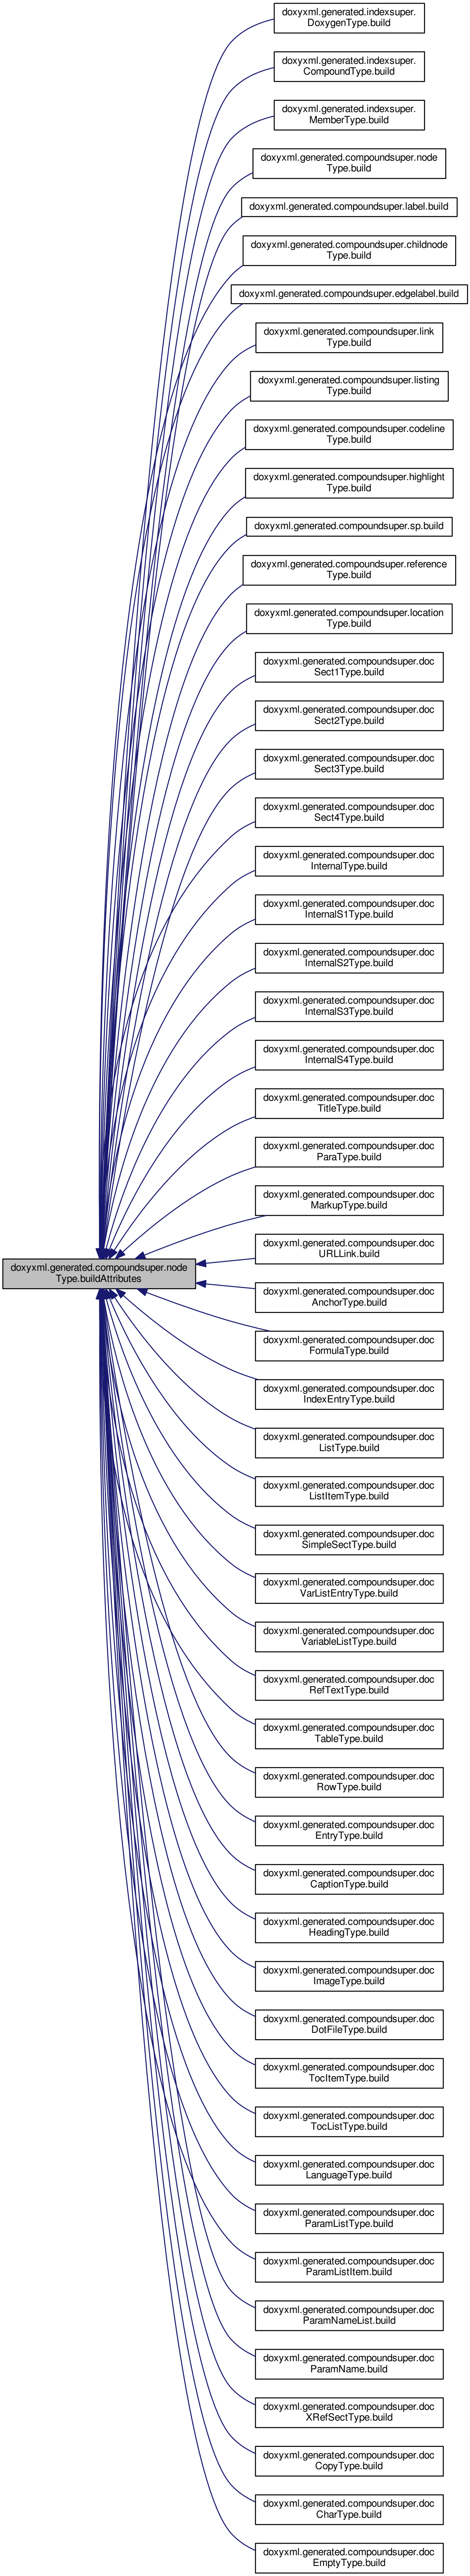 doxyxml.generated.indexsuper.
DoxygenType.build
doxyxml.generated.indexsuper.
CompoundType.build
doxyxml.generated.indexsuper.
MemberType.build
doxyxml.generated.compoundsuper.node
Type.build
doxyxml.generated.compoundsuper.label.build
doxyxml.generated.compoundsuper.childnode
Type.build
doxyxml.generated.compoundsuper.edgelabel.build
doxyxml.generated.compoundsuper.link
Type.build
doxyxml.generated.compoundsuper.listing
Type.build
doxyxml.generated.compoundsuper.codeline
Type.build
doxyxml.generated.compoundsuper.highlight
Type.build
doxyxml.generated.compoundsuper.sp.build
doxyxml.generated.compoundsuper.reference
Type.build
doxyxml.generated.compoundsuper.location
Type.build
doxyxml.generated.compoundsuper.doc
Sect1Type.build
doxyxml.generated.compoundsuper.doc
Sect2Type.build
doxyxml.generated.compoundsuper.doc
Sect3Type.build
doxyxml.generated.compoundsuper.doc
Sect4Type.build
doxyxml.generated.compoundsuper.doc
InternalType.build
doxyxml.generated.compoundsuper.doc
InternalS1Type.build
doxyxml.generated.compoundsuper.doc
InternalS2Type.build
doxyxml.generated.compoundsuper.doc
InternalS3Type.build
doxyxml.generated.compoundsuper.doc
InternalS4Type.build
doxyxml.generated.compoundsuper.doc
TitleType.build
doxyxml.generated.compoundsuper.doc
ParaType.build
doxyxml.generated.compoundsuper.doc
MarkupType.build
doxyxml.generated.compoundsuper.doc
URLLink.build
doxyxml.generated.compoundsuper.node
Type.buildAttributes
doxyxml.generated.compoundsuper.doc
AnchorType.build
doxyxml.generated.compoundsuper.doc
FormulaType.build
doxyxml.generated.compoundsuper.doc
IndexEntryType.build
doxyxml.generated.compoundsuper.doc
ListType.build
doxyxml.generated.compoundsuper.doc
ListItemType.build
doxyxml.generated.compoundsuper.doc
SimpleSectType.build
doxyxml.generated.compoundsuper.doc
VarListEntryType.build
doxyxml.generated.compoundsuper.doc
VariableListType.build
doxyxml.generated.compoundsuper.doc
RefTextType.build
doxyxml.generated.compoundsuper.doc
TableType.build
doxyxml.generated.compoundsuper.doc
RowType.build
doxyxml.generated.compoundsuper.doc
EntryType.build
doxyxml.generated.compoundsuper.doc
CaptionType.build
doxyxml.generated.compoundsuper.doc
HeadingType.build
doxyxml.generated.compoundsuper.doc
ImageType.build
doxyxml.generated.compoundsuper.doc
DotFileType.build
doxyxml.generated.compoundsuper.doc
TocItemType.build
doxyxml.generated.compoundsuper.doc
TocListType.build
doxyxml.generated.compoundsuper.doc
LanguageType.build
doxyxml.generated.compoundsuper.doc
ParamListType.build
doxyxml.generated.compoundsuper.doc
ParamListItem.build
doxyxml.generated.compoundsuper.doc
ParamNameList.build
doxyxml.generated.compoundsuper.doc
ParamName.build
doxyxml.generated.compoundsuper.doc
XRefSectType.build
doxyxml.generated.compoundsuper.doc
CopyType.build
doxyxml.generated.compoundsuper.doc
CharType.build
doxyxml.generated.compoundsuper.doc
EmptyType.build